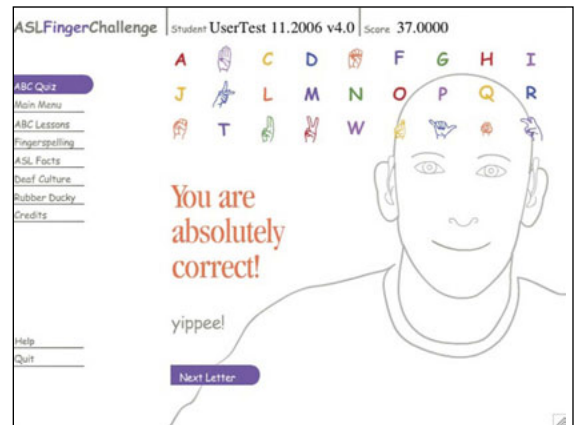 ASLFingerChallenge Student UserTest 11.2006 v4.0 Score 37.0000
A C D F G H I
ABC Quiz
J L M N O P Q R
Main Menu
ABC Lessons
T W
Fingerspelling
ASL Facts
Deaf Culture
Rubber Ducky
Credits
You are
absolutely
correct!
yippee!
Help
Quit
Next Letter